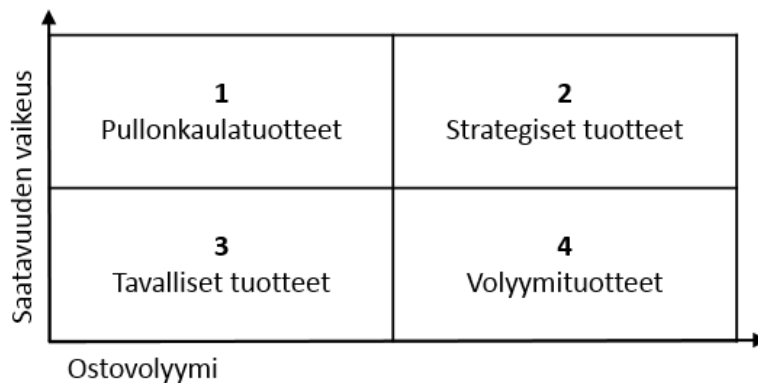 Saatavuuden vaikeus
1
Pullonkaulatuotteet
2
Strategiset tuotteet
3
Tavalliset tuotteet
4
Volyymituotteet
Ostovolyymi